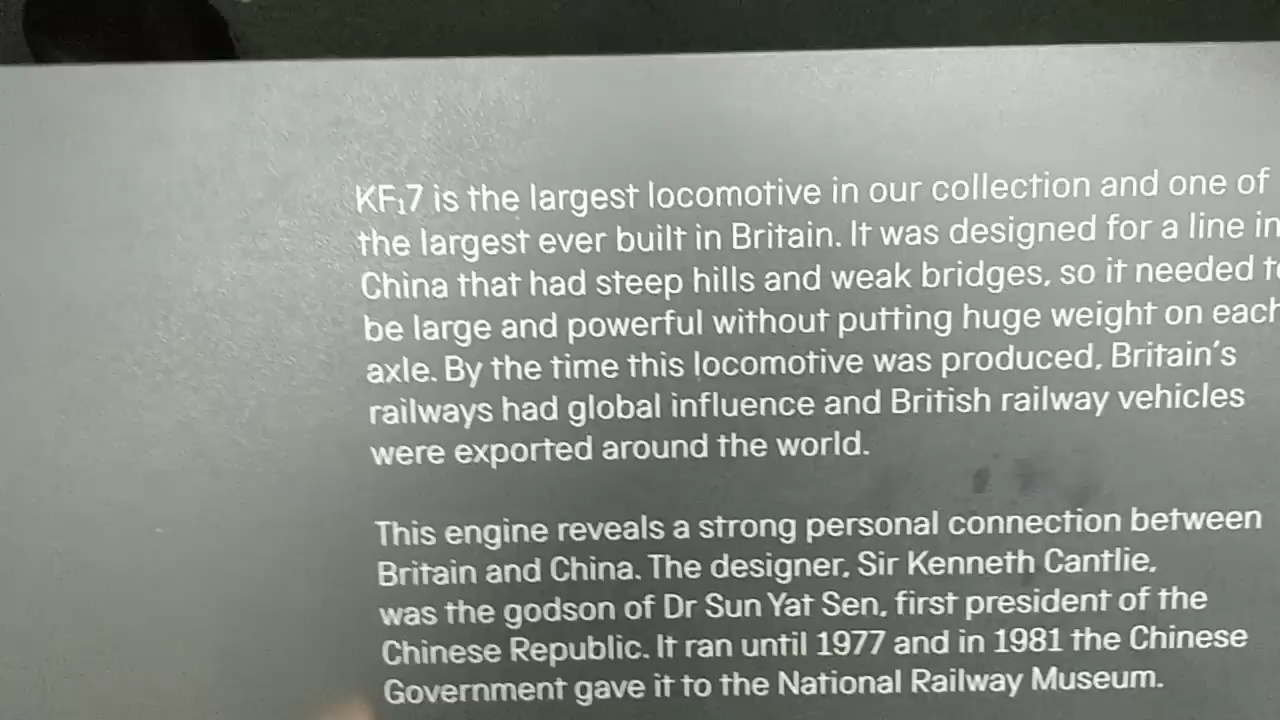 KF₁7 is the largest locomotive in our collection and one of
the largest ever built in Britain. It was designed for a line in
China that had steep hills and weak bridges, so it needed to
be large and powerful without putting huge weight on each
axle. By the time this locomotive was produced, Britain's
railways had global influence and British railway vehicles
were exported around the world.
This engine reveals a strong personal connection between
Britain and China. The designer, Sir Kenneth Cantlie,
was the godson of Dr Sun Yat Sen, first president of the
Chinese Republic. It ran until 1977 and in 1981 the Chinese
Government gave it to the National Railway Museum.